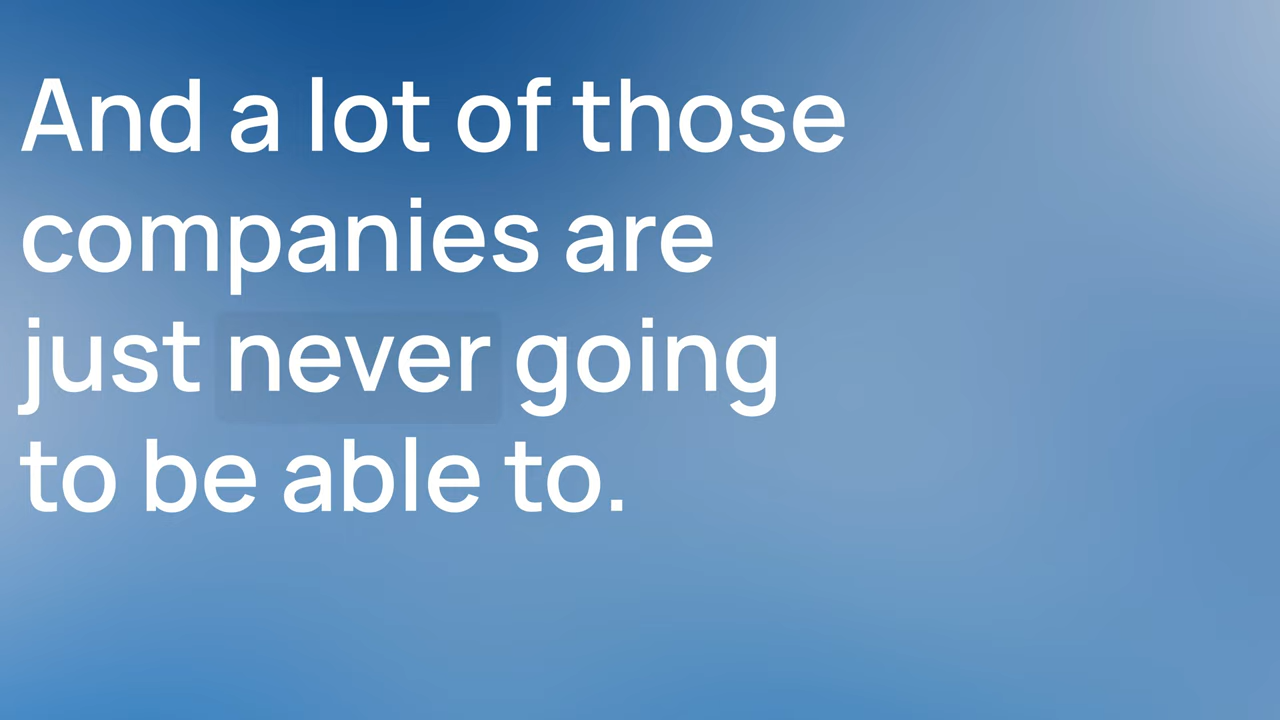 And a lot of those
companies are
just never going
to be able to.